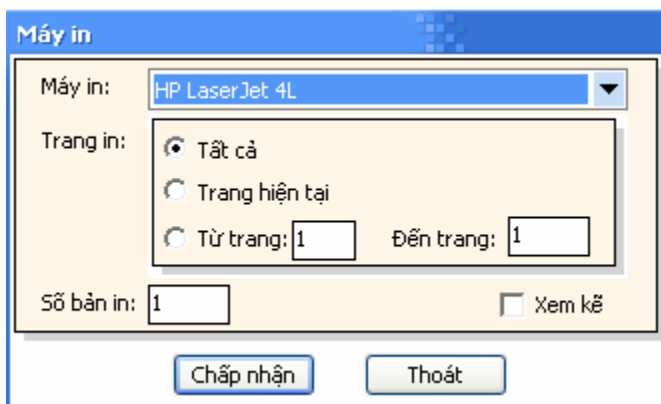 Máy in
Máy in: HP LaserJet 4L
Trang in: Tất cả
Trang hiện tại
Từ trang: 1 Đến trang: 1
Số bản in: 1 Xem kẽ
Chấp nhận Thoát